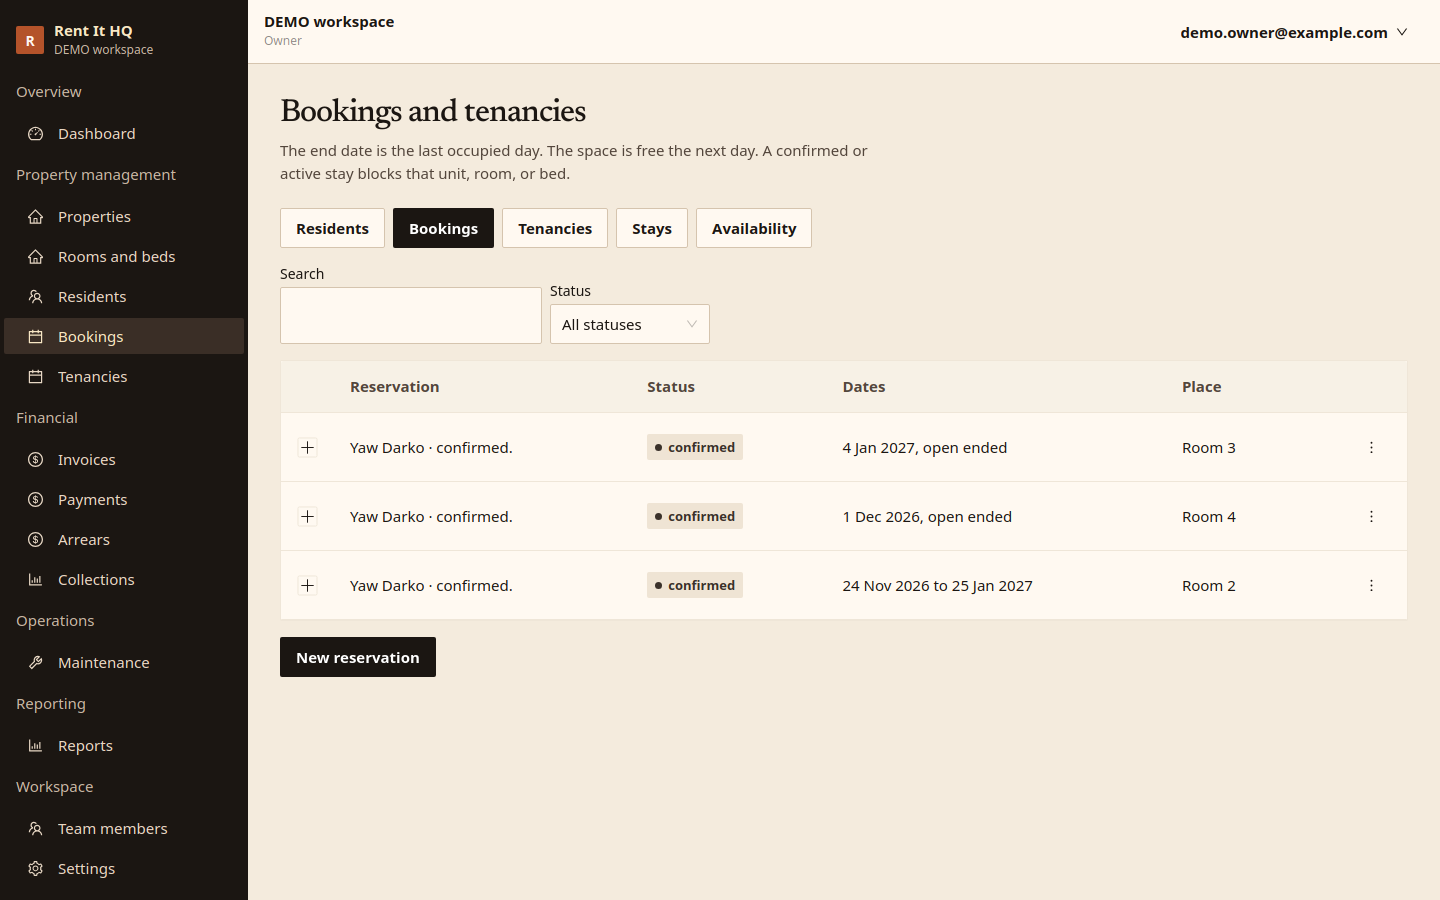 R
Rent It HQ
DEMO workspace
Overview
Dashboard
Property management
Properties
Rooms and beds
Residents
Bookings
Tenancies
Financial
Invoices
Payments
Arrears
Collections
Operations
Maintenance
Reporting
Reports
Workspace
Team members
Settings
DEMO workspace
Owner
demo.owner@example.com
Bookings and tenancies
The end date is the last occupied day. The space is free the next day. A confirmed or
active stay blocks that unit, room, or bed.
Residents Bookings Tenancies Stays Availability
Search
Status
All statuses
Reservation Status Dates Place
Yaw Darko · confirmed. confirmed 4 Jan 2027, open ended Room 3
Yaw Darko · confirmed. confirmed 1 Dec 2026, open ended Room 4
Yaw Darko · confirmed. confirmed 24 Nov 2026 to 25 Jan 2027 Room 2
New reservation